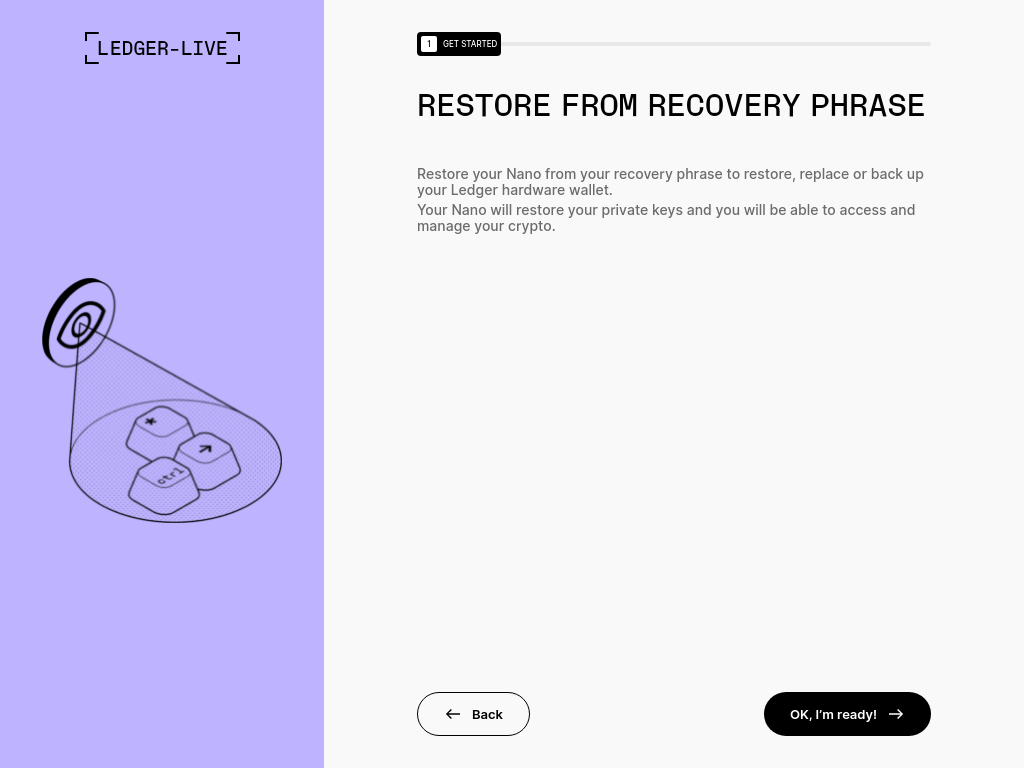 LEDGER-LIVE
1 GET STARTED
RESTORE FROM RECOVERY PHRASE
Restore your Nano from your recovery phrase to restore, replace or back up
your Ledger hardware wallet.
Your Nano will restore your private keys and you will be able to access and
manage your crypto.
*
ctrl
Back
OK, I'm ready!